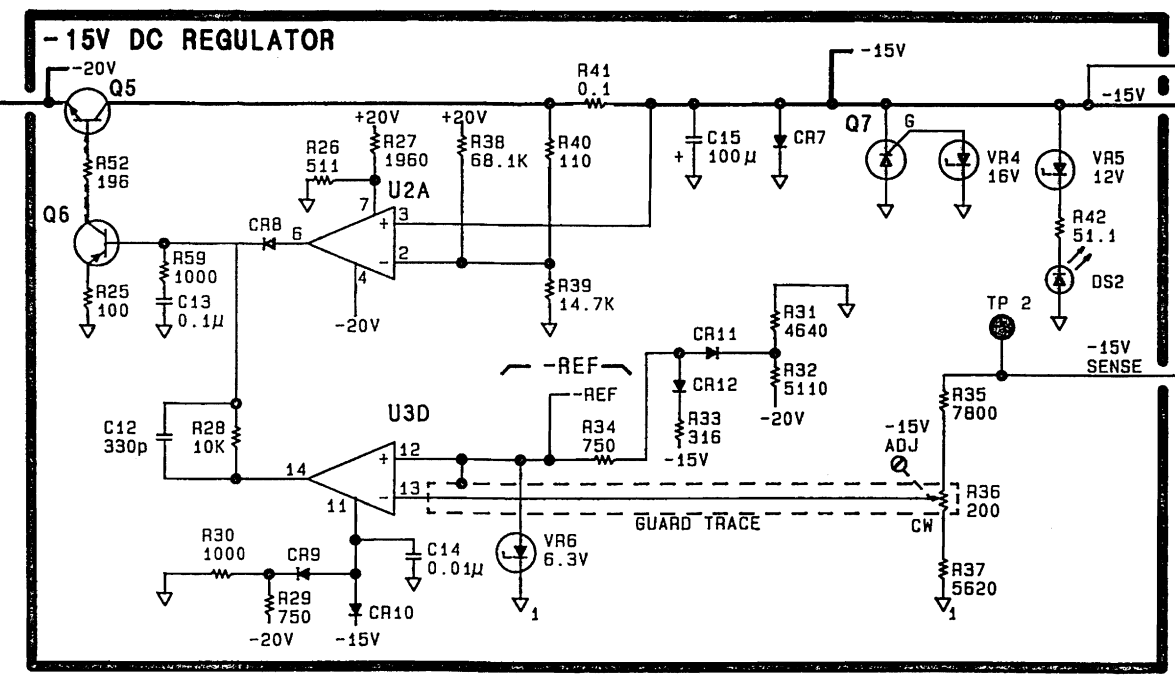 -15V DC REGULATOR
-20V
Q5
R41
0.1
-15V
-15V
+20V
R27
1960
+20V
R38
68.1K
R40
110
C15
+
100µ
CR7
Q7
G
VR4
16V
VR5
12V
R26
511
R52
196
U2A
7
3
+
Q6
CR8
6
2
-
4
R59
1000
R42
51.1
R25
100
C13
0.1µ
-20V
R39
14.7K
DS2
R31
4640
TP 2
CR11
-15V
SENSE
-REF
-REF
CR12
R32
5110
-20V
R35
7800
C12
330p
R28
10K
U3D
R34
750
R33
316
-15V
-15V
ADJ
12
+
14
13
-
11
R36
200
GUARD TRACE
CW
R30
1000
CR9
C14
0.01µ
VR6
6.3V
R37
5620
R29
750
CR10
1
1
-20V
-15V